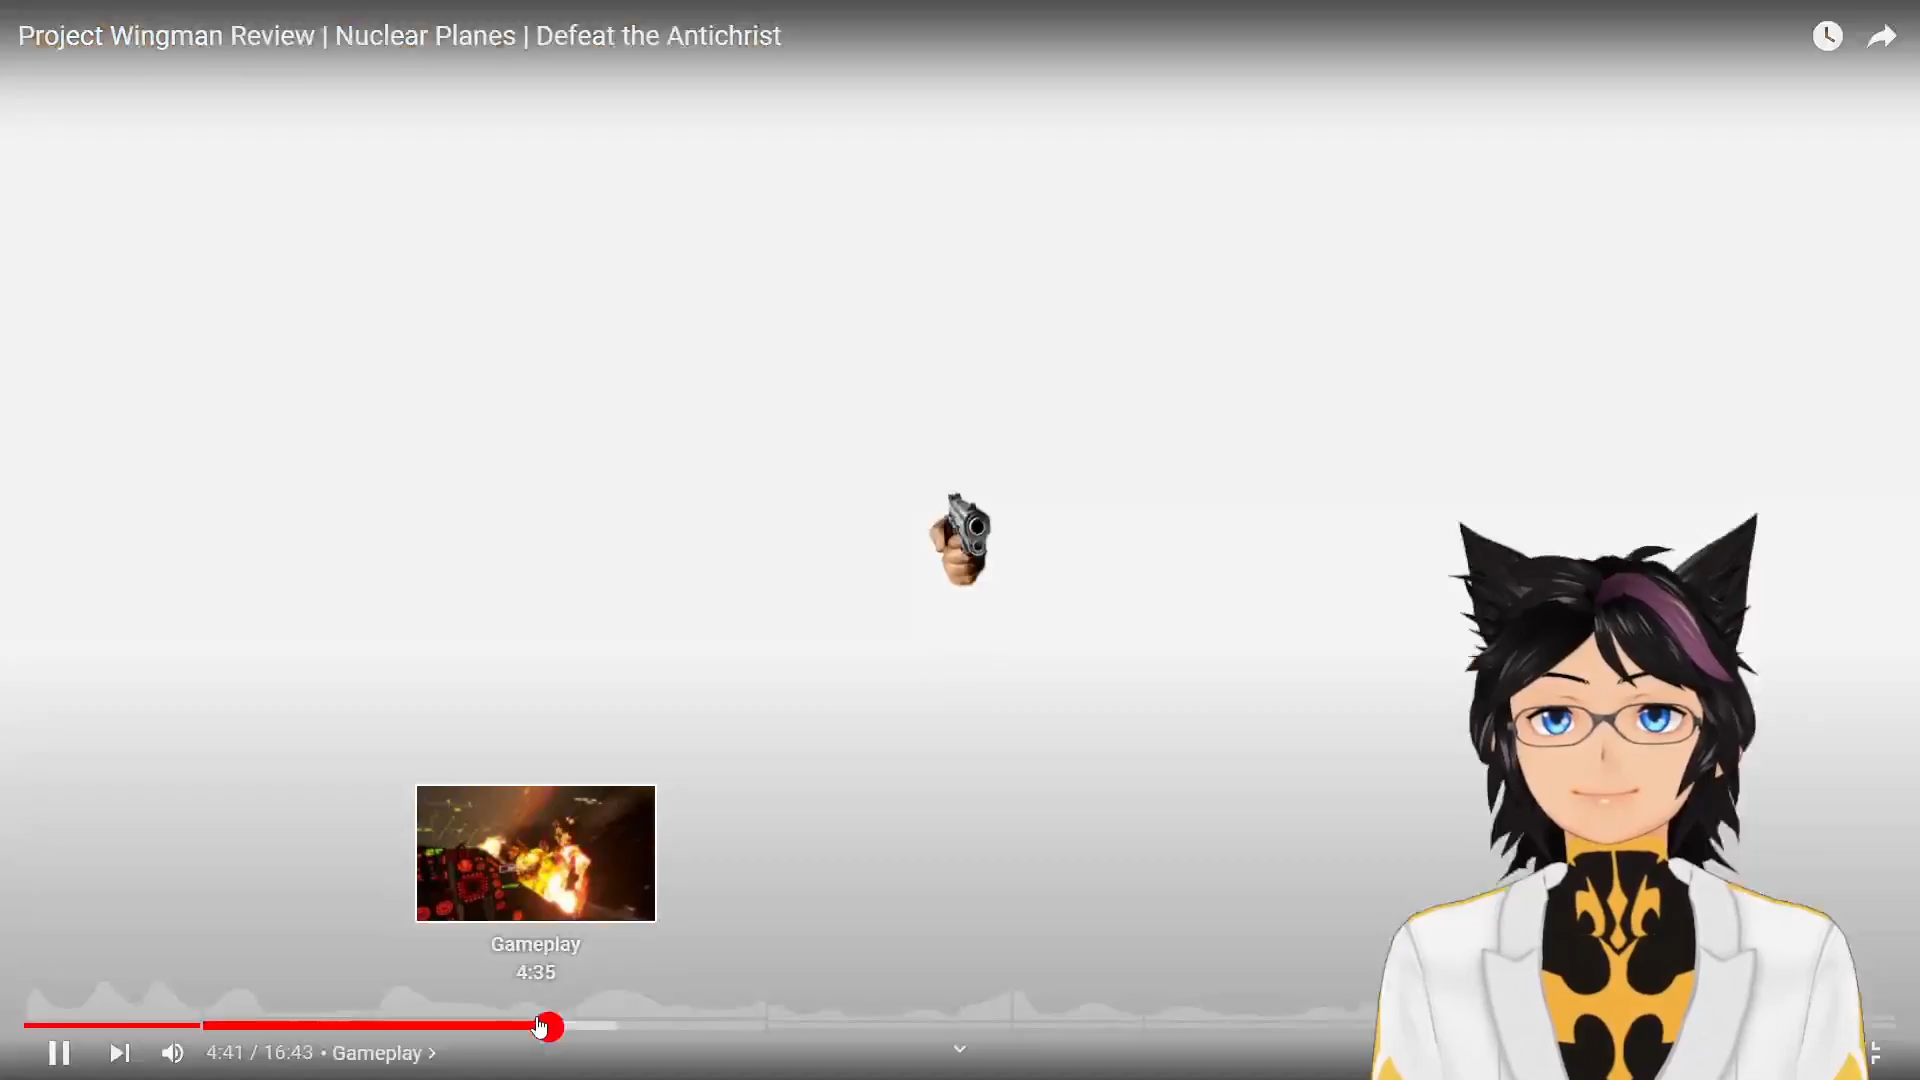 Project Wingman Review | Nuclear Planes | Defeat the Antichrist
Gameplay
4:35
4:41 / 16:43 • Gameplay >